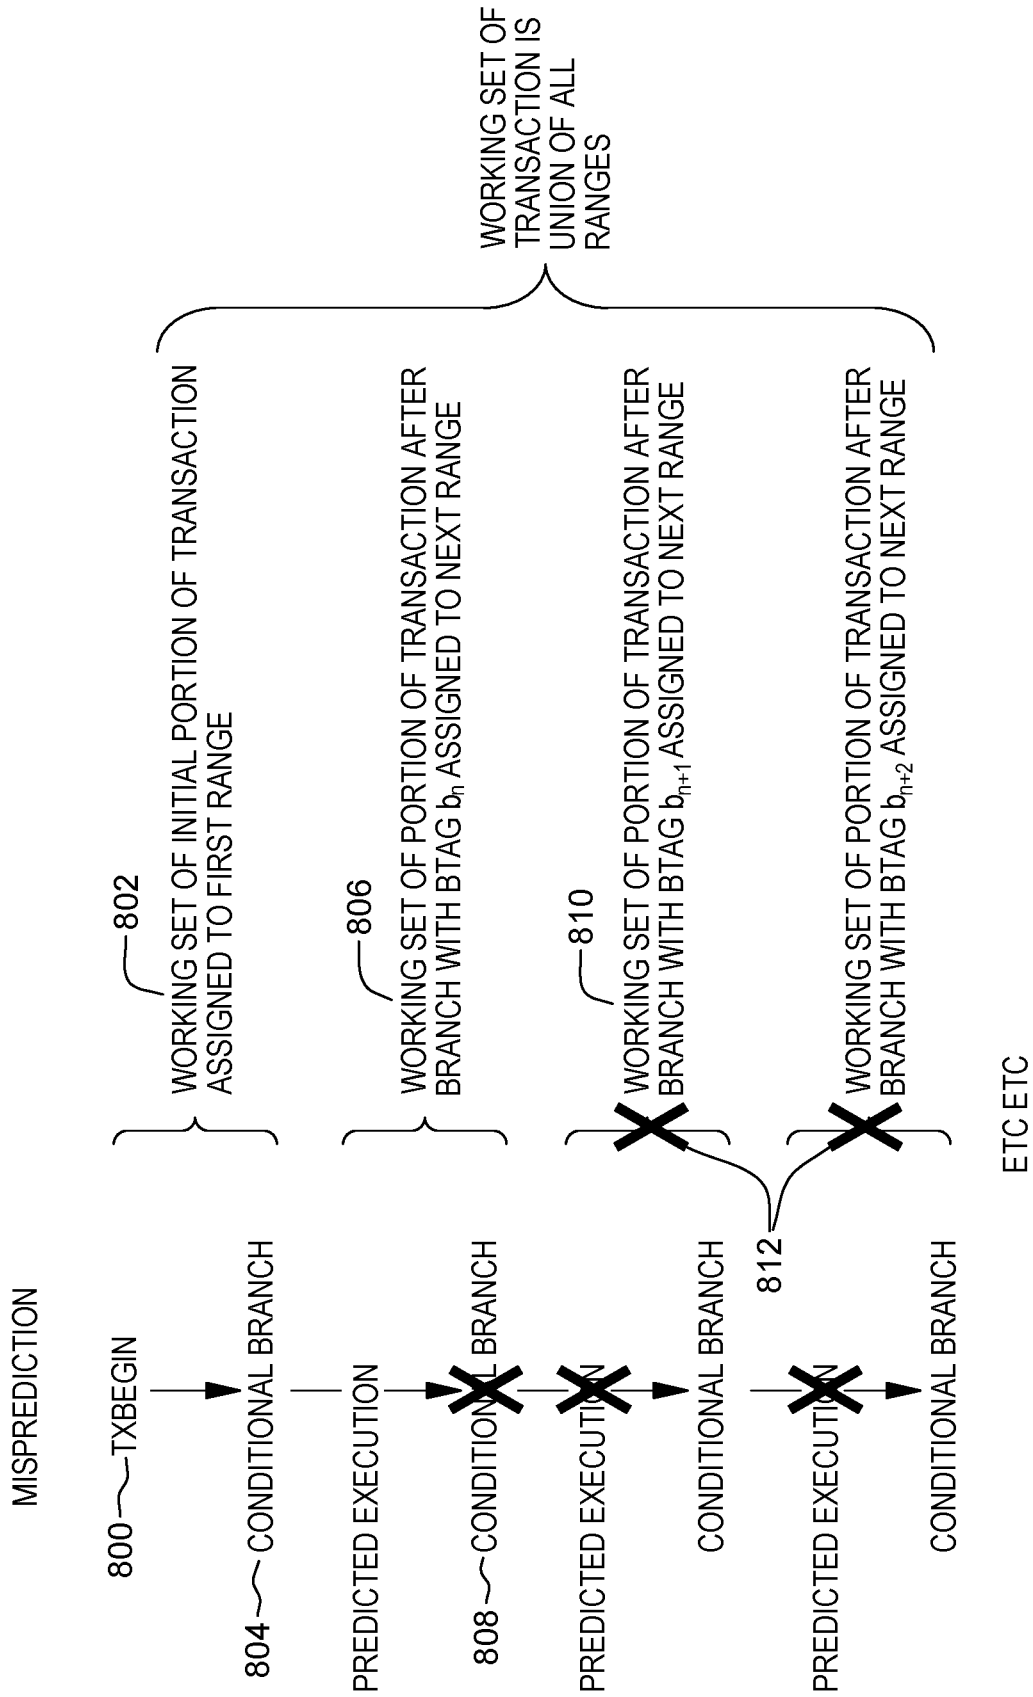 MISPREDICTION
800 TXBEGIN
804 CONDITIONAL BRANCH
PREDICTED EXECUTION
808 CONDITIONAL BRANCH
PREDICTED EXECUTION
CONDITIONAL BRANCH
PREDICTED EXECUTION
CONDITIONAL BRANCH
812
802
WORKING SET OF INITIAL PORTION OF TRANSACTION
ASSIGNED TO FIRST RANGE
806
WORKING SET OF PORTION OF TRANSACTION AFTER
BRANCH WITH BTAG bn ASSIGNED TO NEXT RANGE
810
WORKING SET OF PORTION OF TRANSACTION AFTER
BRANCH WITH BTAG bn+1 ASSIGNED TO NEXT RANGE
WORKING SET OF PORTION OF TRANSACTION AFTER
BRANCH WITH BTAG bn+2 ASSIGNED TO NEXT RANGE
ETC ETC
WORKING SET OF
TRANSACTION IS
UNION OF ALL
RANGES